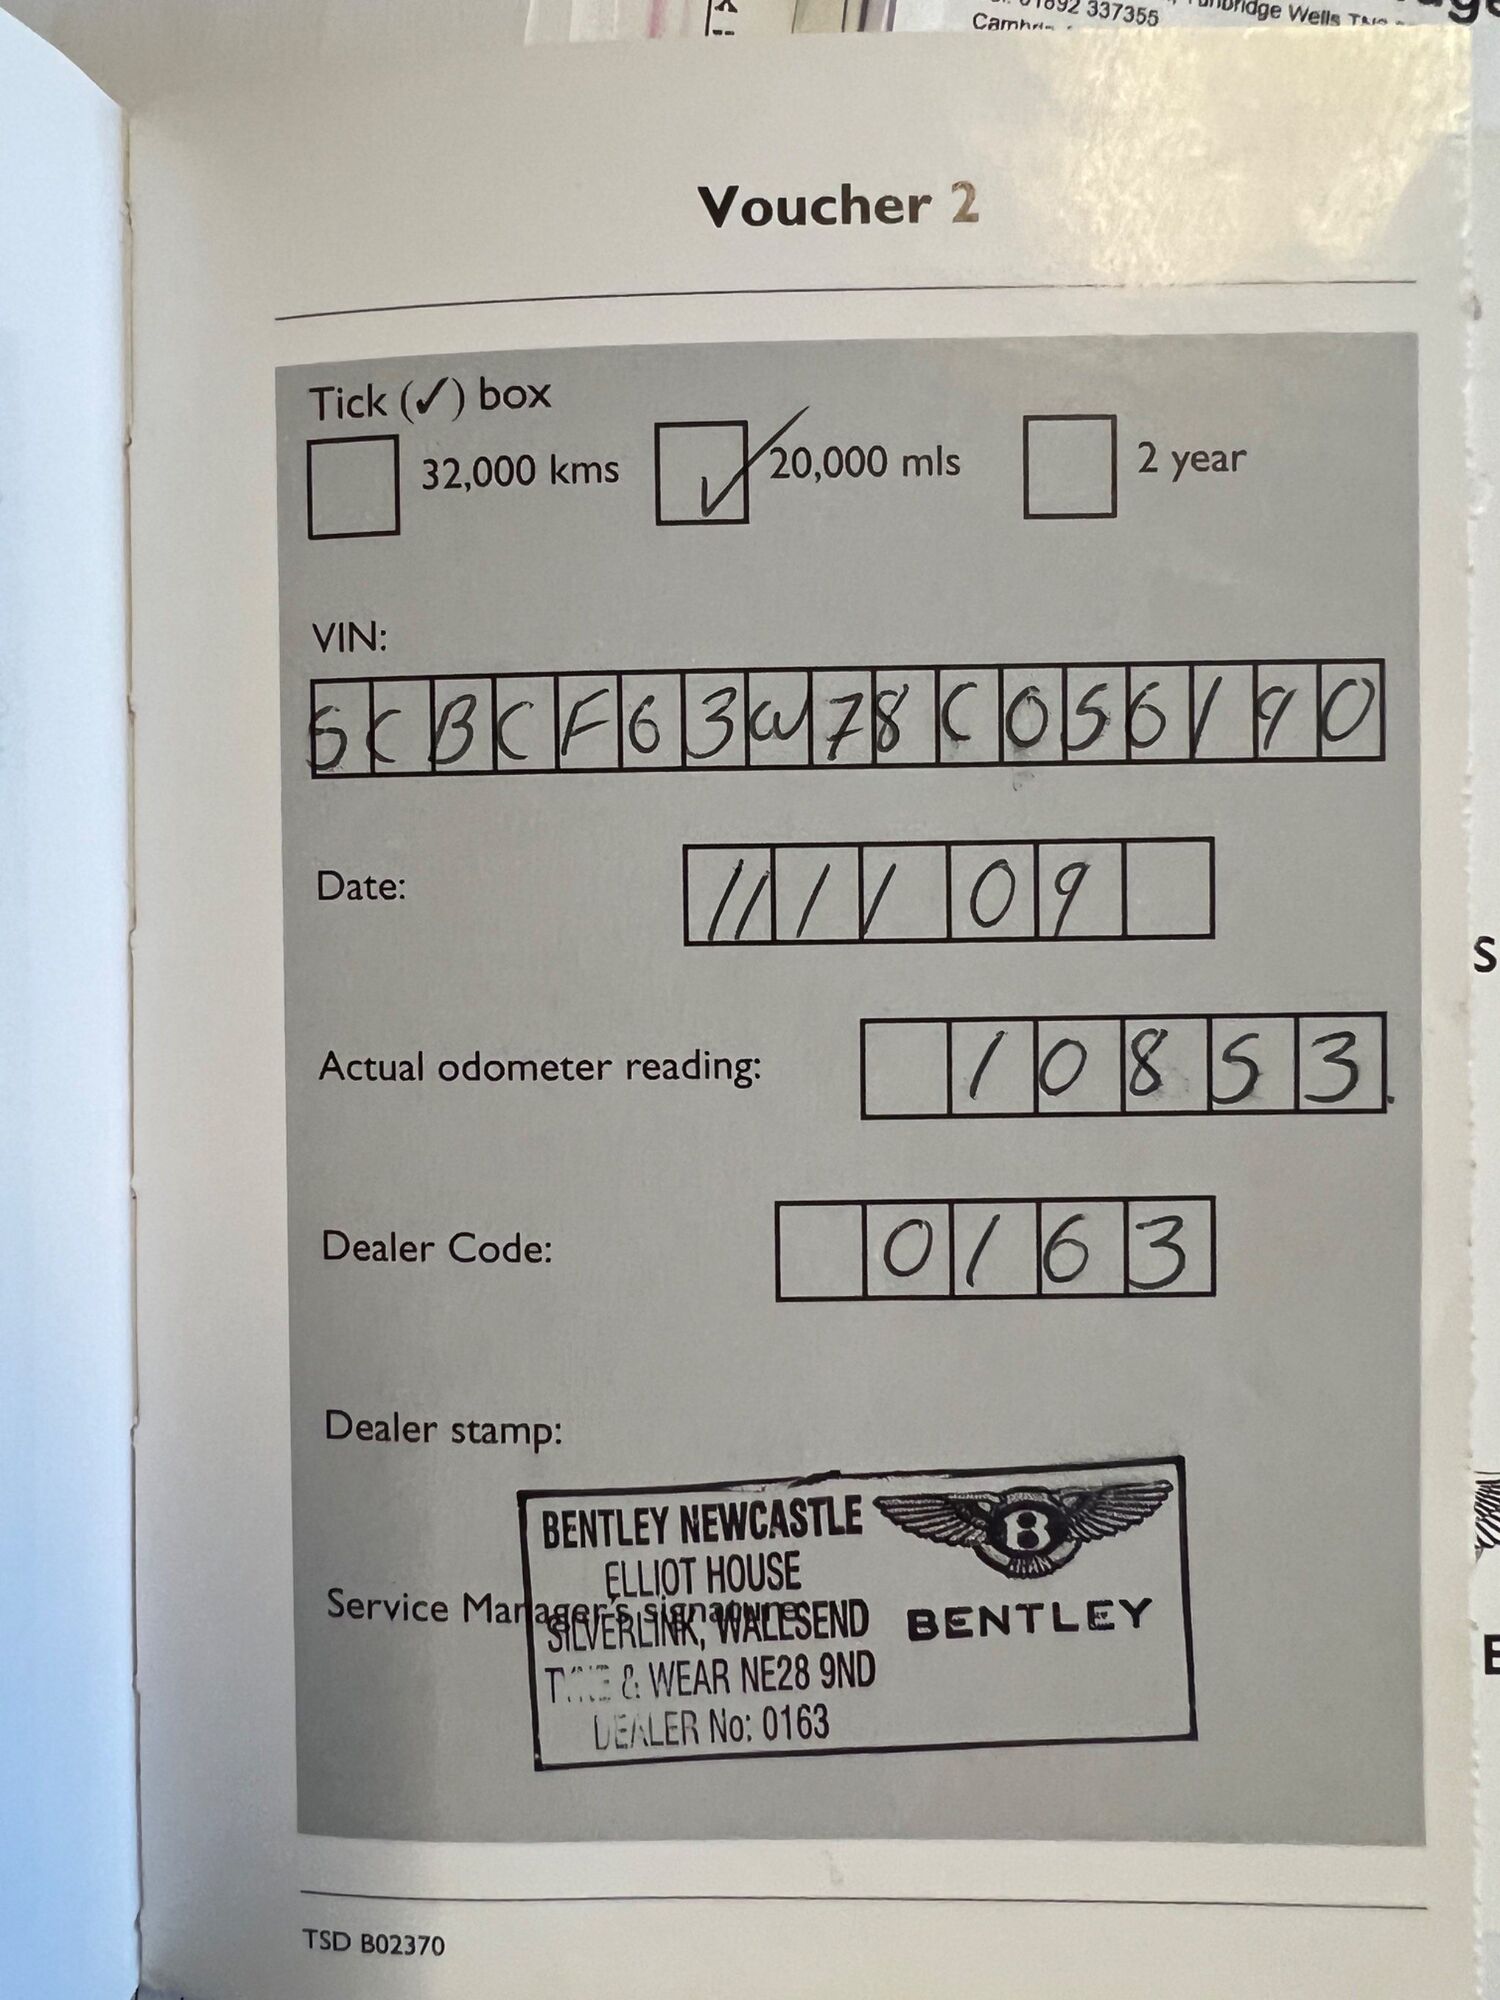 01892 337355
Tunbridge Wells
Voucher 2
Tick (✓) box
32,000 kms ✓ 20,000 mls 2 year
VIN:
SCBCF63W78C056190
Date: 11 / 1 / 09
Actual odometer reading: 10853
Dealer Code: 0163
Dealer stamp:
BENTLEY NEWCASTLE
ELLIOT HOUSE
Service Manager's signature
SILVERLINK, WALLSEND
TYNE & WEAR NE28 9ND
DEALER No: 0163
B
BENTLEY
TSD B02370